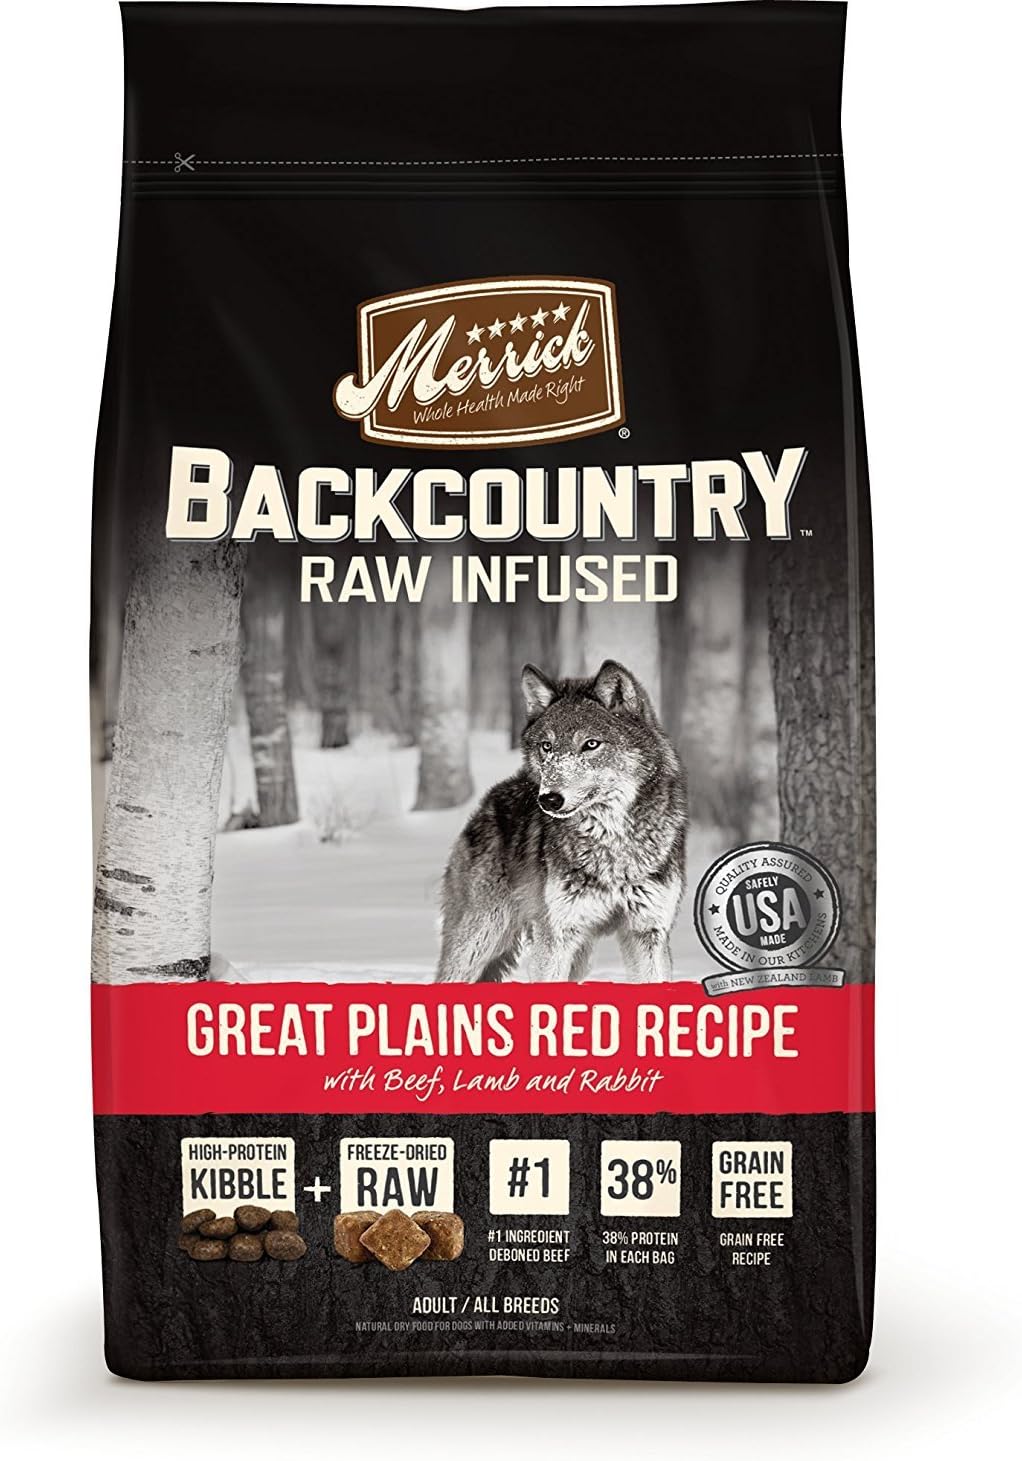 Merrick
Whole Health Made Right
®
BACKCOUNTRY™
RAW INFUSED
QUALITY ASSURED
SAFELY
USA
MADE
MADE IN OUR KITCHENS
with NEW ZEALAND LAMB
GREAT PLAINS RED RECIPE
with Beef, Lamb and Rabbit
HIGH-PROTEIN
KIBBLE
+
FREEZE-DRIED
RAW
#1
#1 INGREDIENT
DEBONED BEEF
38%
38% PROTEIN
IN EACH BAG
GRAIN
FREE
GRAIN FREE
RECIPE
ADULT / ALL BREEDS
NATURAL DRY FOOD FOR DOGS WITH ADDED VITAMINS + MINERALS